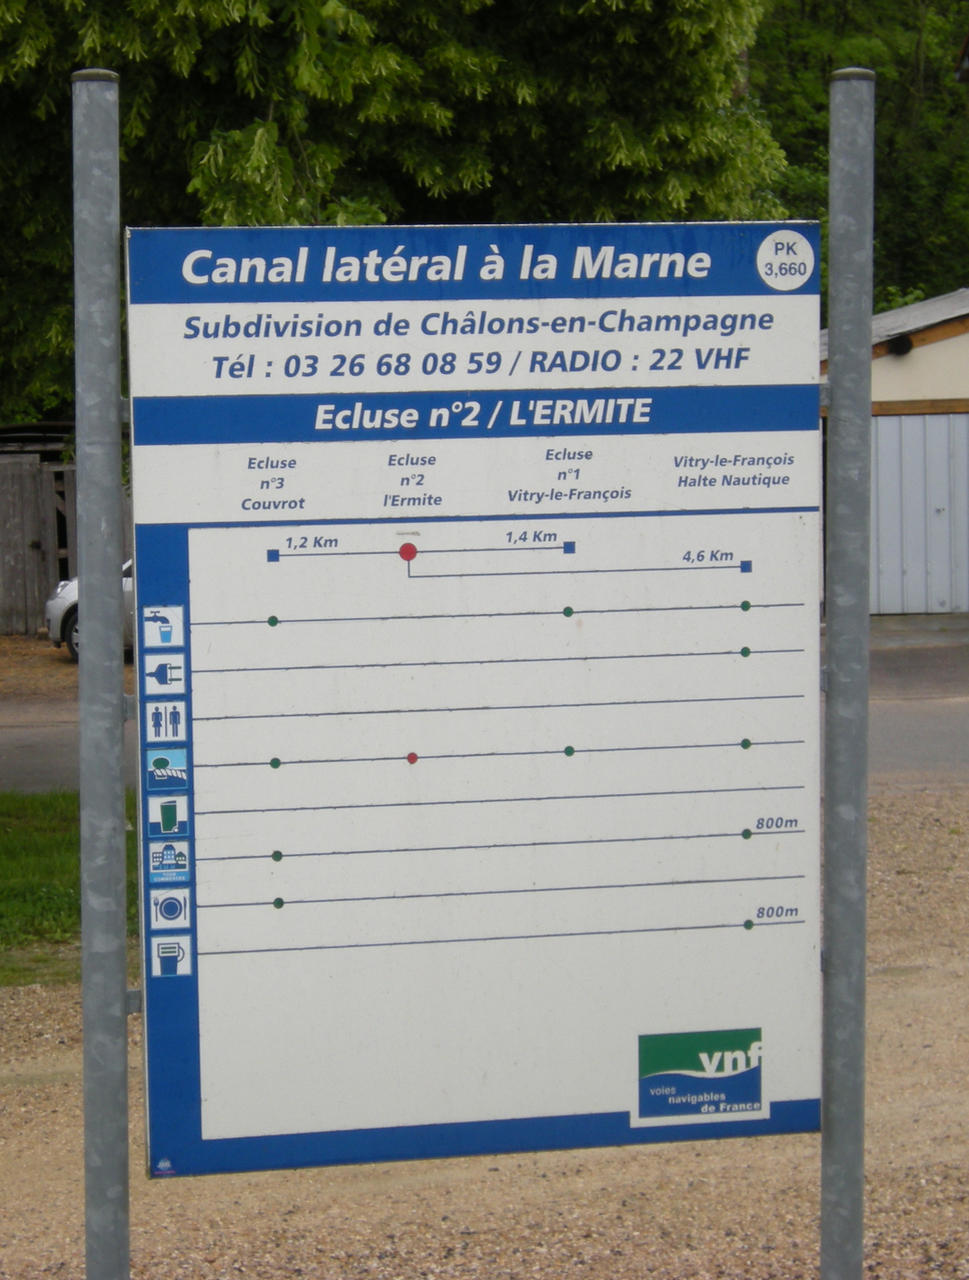 Canal latéral à la Marne
PK
3,660
Subdivision de Châlons-en-Champagne
Tél : 03 26 68 08 59 / RADIO : 22 VHF
Ecluse n°2 / L'ERMITE
Ecluse
n°3
Couvrot
Ecluse
n°2
l'Ermite
Ecluse
n°1
Vitry-le-François
Vitry-le-François
Halte Nautique
1,2 Km
1,4 Km
4,6 Km
800m
800m
vnf
voies
navigables
de France